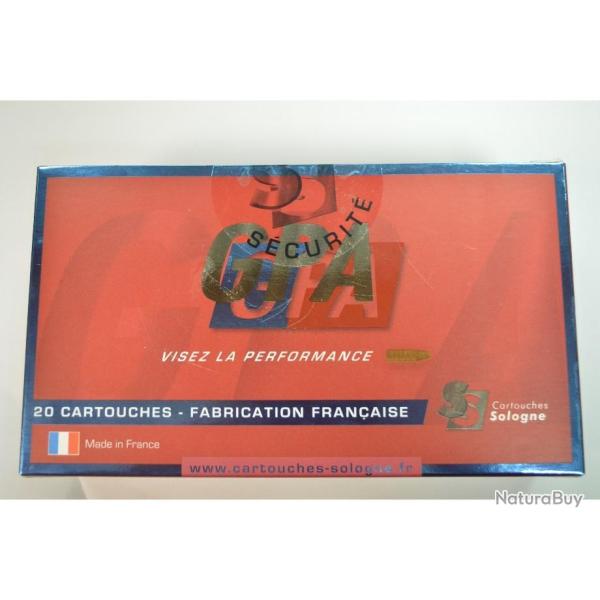 SÉCURITÉ
GPA
VISEZ LA PERFORMANCE
20 CARTOUCHES - FABRICATION FRANÇAISE
Cartouches
Sologne
Made in France
www.cartouches-sologne.fr
NaturaBuy